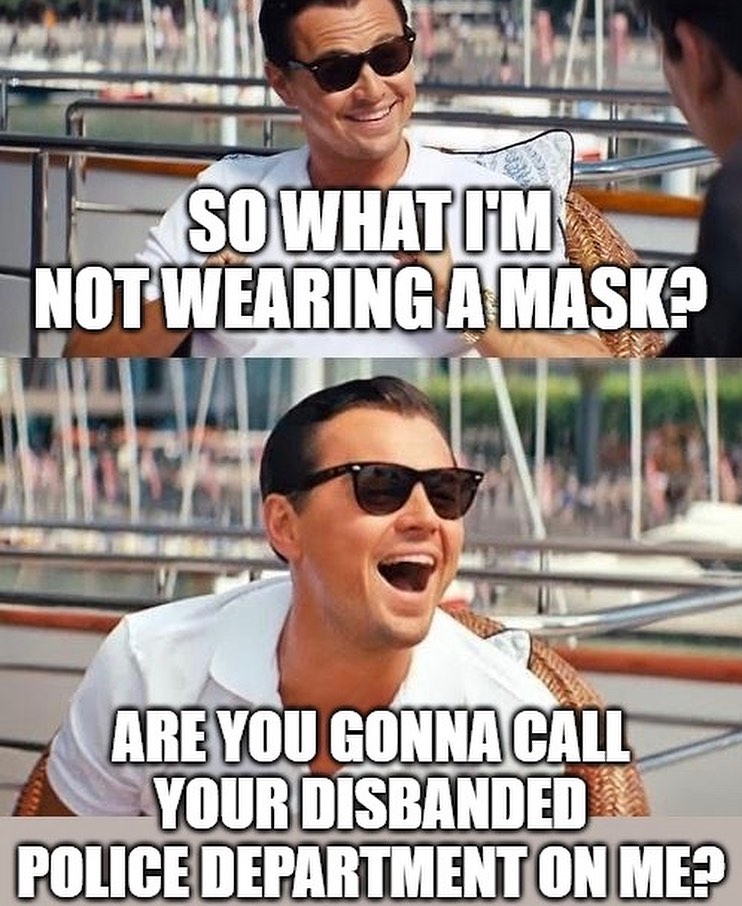 SO WHAT I'M
NOT WEARING A MASK?
ARE YOU GONNA CALL
YOUR DISBANDED
POLICE DEPARTMENT ON ME?